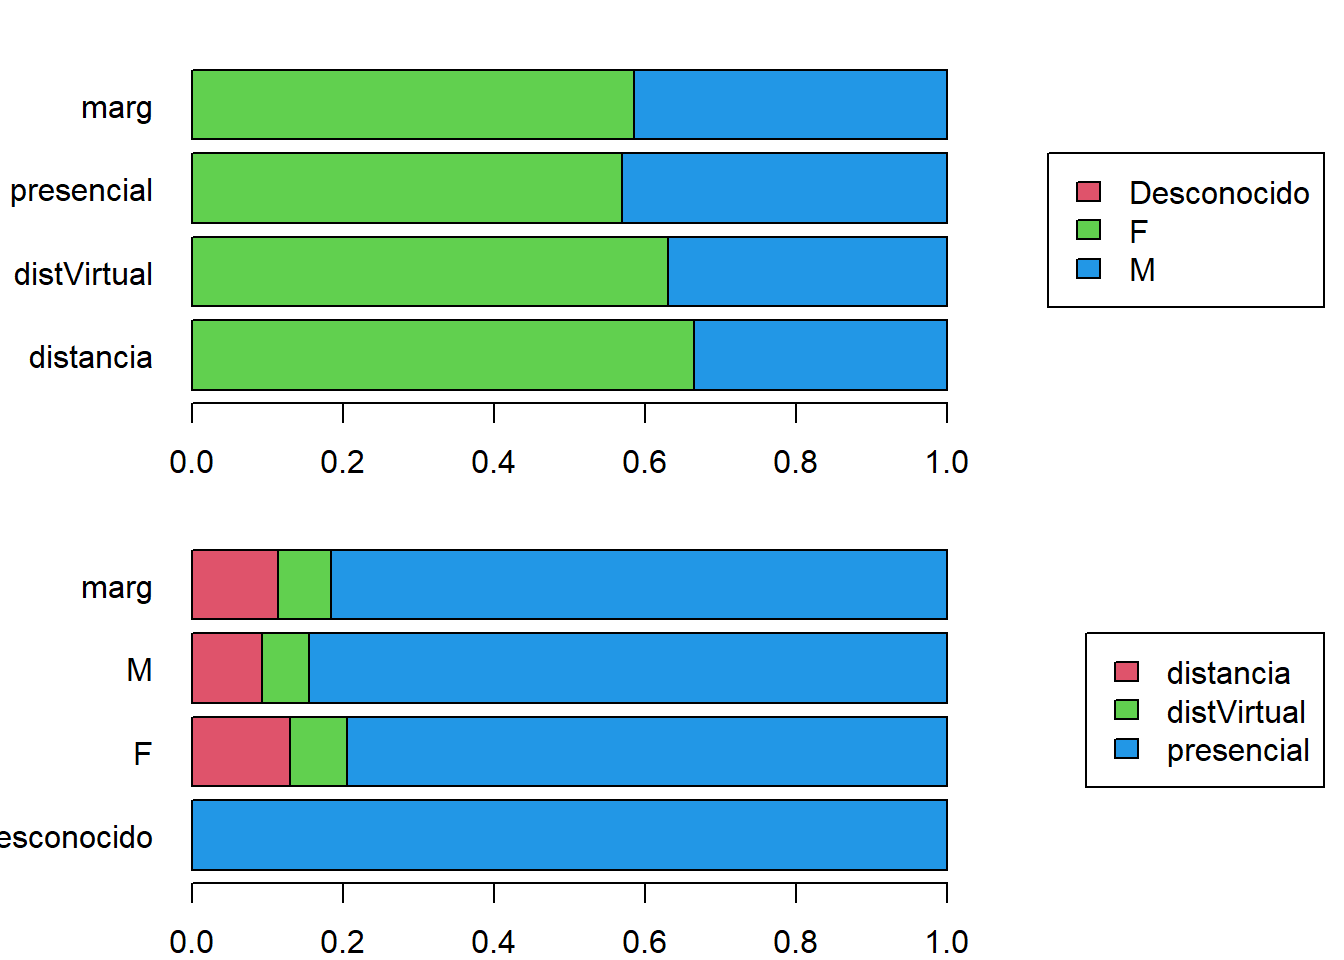 marg
presencial
distVirtual
distancia
0.0 0.2 0.4 0.6 0.8 1.0
Desconocido
F
M
marg
M
F
esconocido
0.0 0.2 0.4 0.6 0.8 1.0
distancia
distVirtual
presencial